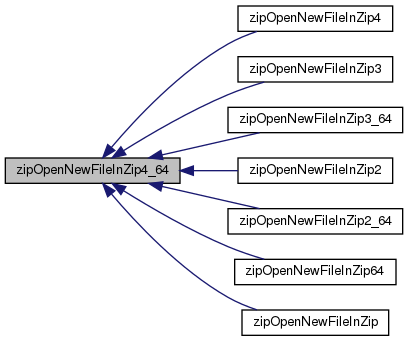 zipOpenNewFileInZip4
zipOpenNewFileInZip3
zipOpenNewFileInZip3_64
zipOpenNewFileInZip4_64
zipOpenNewFileInZip2
zipOpenNewFileInZip2_64
zipOpenNewFileInZip64
zipOpenNewFileInZip